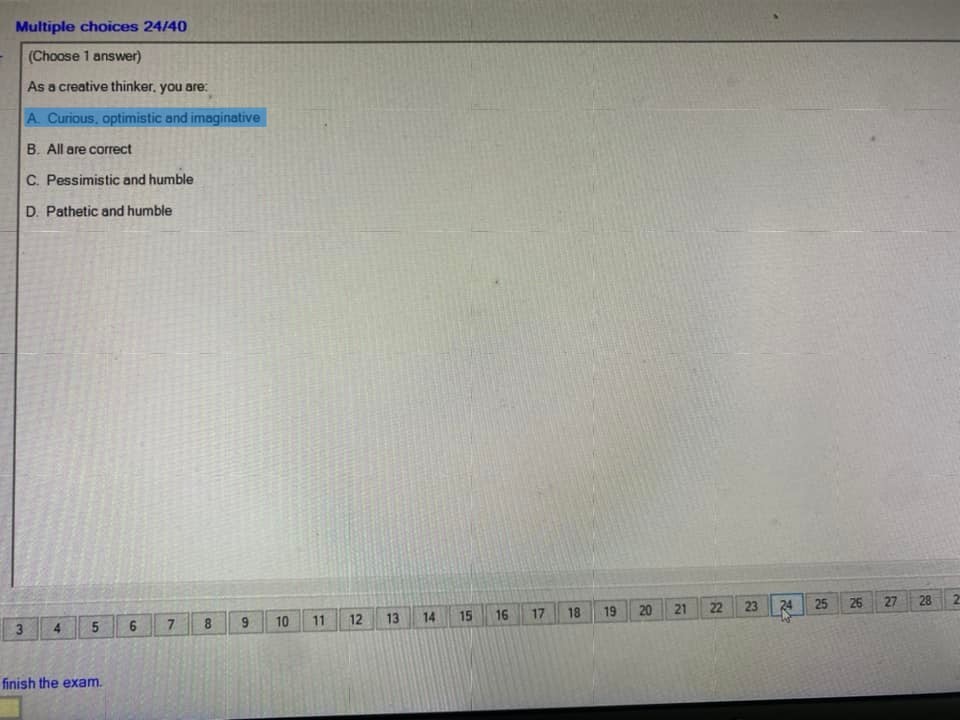 Multiple choices 24/40
(Choose 1 answer)
As a creative thinker, you are:
A. Curious, optimistic and imaginative
B. All are correct
C. Pessimistic and humble
D. Pathetic and humble
3 4 5 6 7 8 9 10 11 12 13 14 15 16 17 18 19 20 21 22 23 24 25 26 27 28 2
finish the exam.